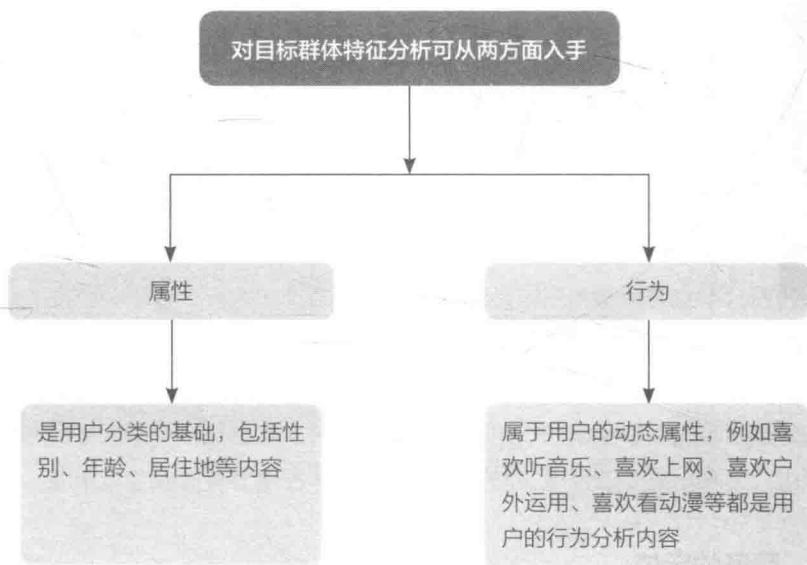 对目标群体特征分析可从两方面入手
属性
行为
是用户分类的基础，包括性
别、年龄、居住地等内容
属于用户的动态属性，例如喜
欢听音乐、喜欢上网、喜欢户
外运用、喜欢看动漫等都是用
户的行为分析内容